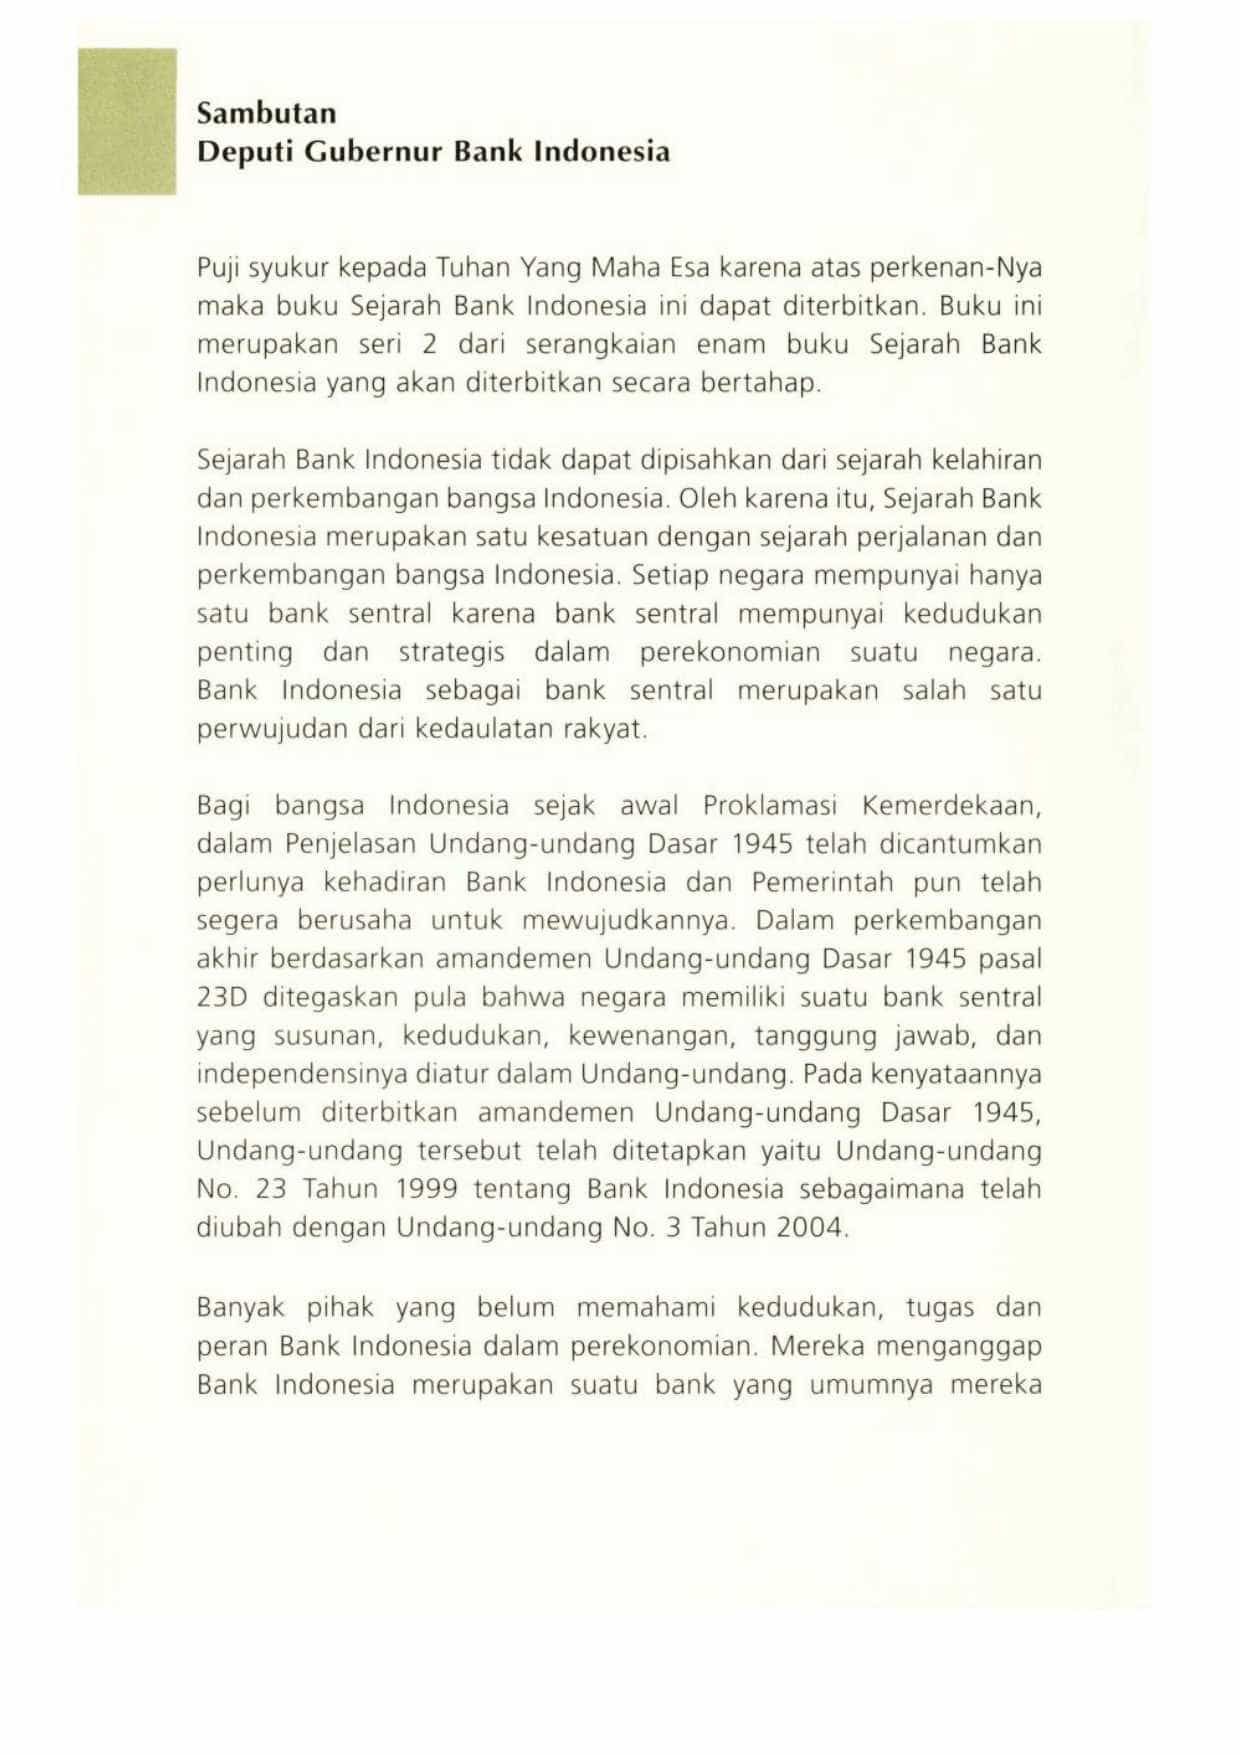 Sambutan
Deputi Gubernur Bank Indonesia
Puji syukur kepada Tuhan Yang Maha Esa karena atas perkenan-Nya
maka buku Sejarah Bank Indonesia ini dapat diterbitkan. Buku ini
merupakan seri 2 dari serangkaian enam buku Sejarah Bank
Indonesia yang akan diterbitkan secara bertahap.
Sejarah Bank Indonesia tidak dapat dipisahkan dari sejarah kelahiran
dan perkembangan bangsa Indonesia. Oleh karena itu, Sejarah Bank
Indonesia merupakan satu kesatuan dengan sejarah perjalanan dan
perkembangan bangsa Indonesia. Setiap negara mempunyai hanya
satu bank sentral karena bank sentral mempunyai kedudukan
penting dan strategis dalam perekonomian suatu negara.
Bank Indonesia sebagai bank sentral merupakan salah satu
perwujudan dari kedaulatan rakyat.
Bagi bangsa Indonesia sejak awal Proklamasi Kemerdekaan,
dalam Penjelasan Undang-undang Dasar 1945 telah dicantumkan
perlunya kehadiran Bank Indonesia dan Pemerintah pun telah
segera berusaha untuk mewujudkannya. Dalam perkembangan
akhir berdasarkan amandemen Undang-undang Dasar 1945 pasal
23D ditegaskan pula bahwa negara memiliki suatu bank sentral
yang susunan, kedudukan, kewenangan, tanggung jawab, dan
independensinya diatur dalam Undang-undang. Pada kenyataannya
sebelum diterbitkan amandemen Undang-undang Dasar 1945,
Undang-undang tersebut telah ditetapkan yaitu Undang-undang
No. 23 Tahun 1999 tentang Bank Indonesia sebagaimana telah
diubah dengan Undang-undang No. 3 Tahun 2004.
Banyak pihak yang belum memahami kedudukan, tugas dan
peran Bank Indonesia dalam perekonomian. Mereka menganggap
Bank Indonesia merupakan suatu bank yang umumnya mereka